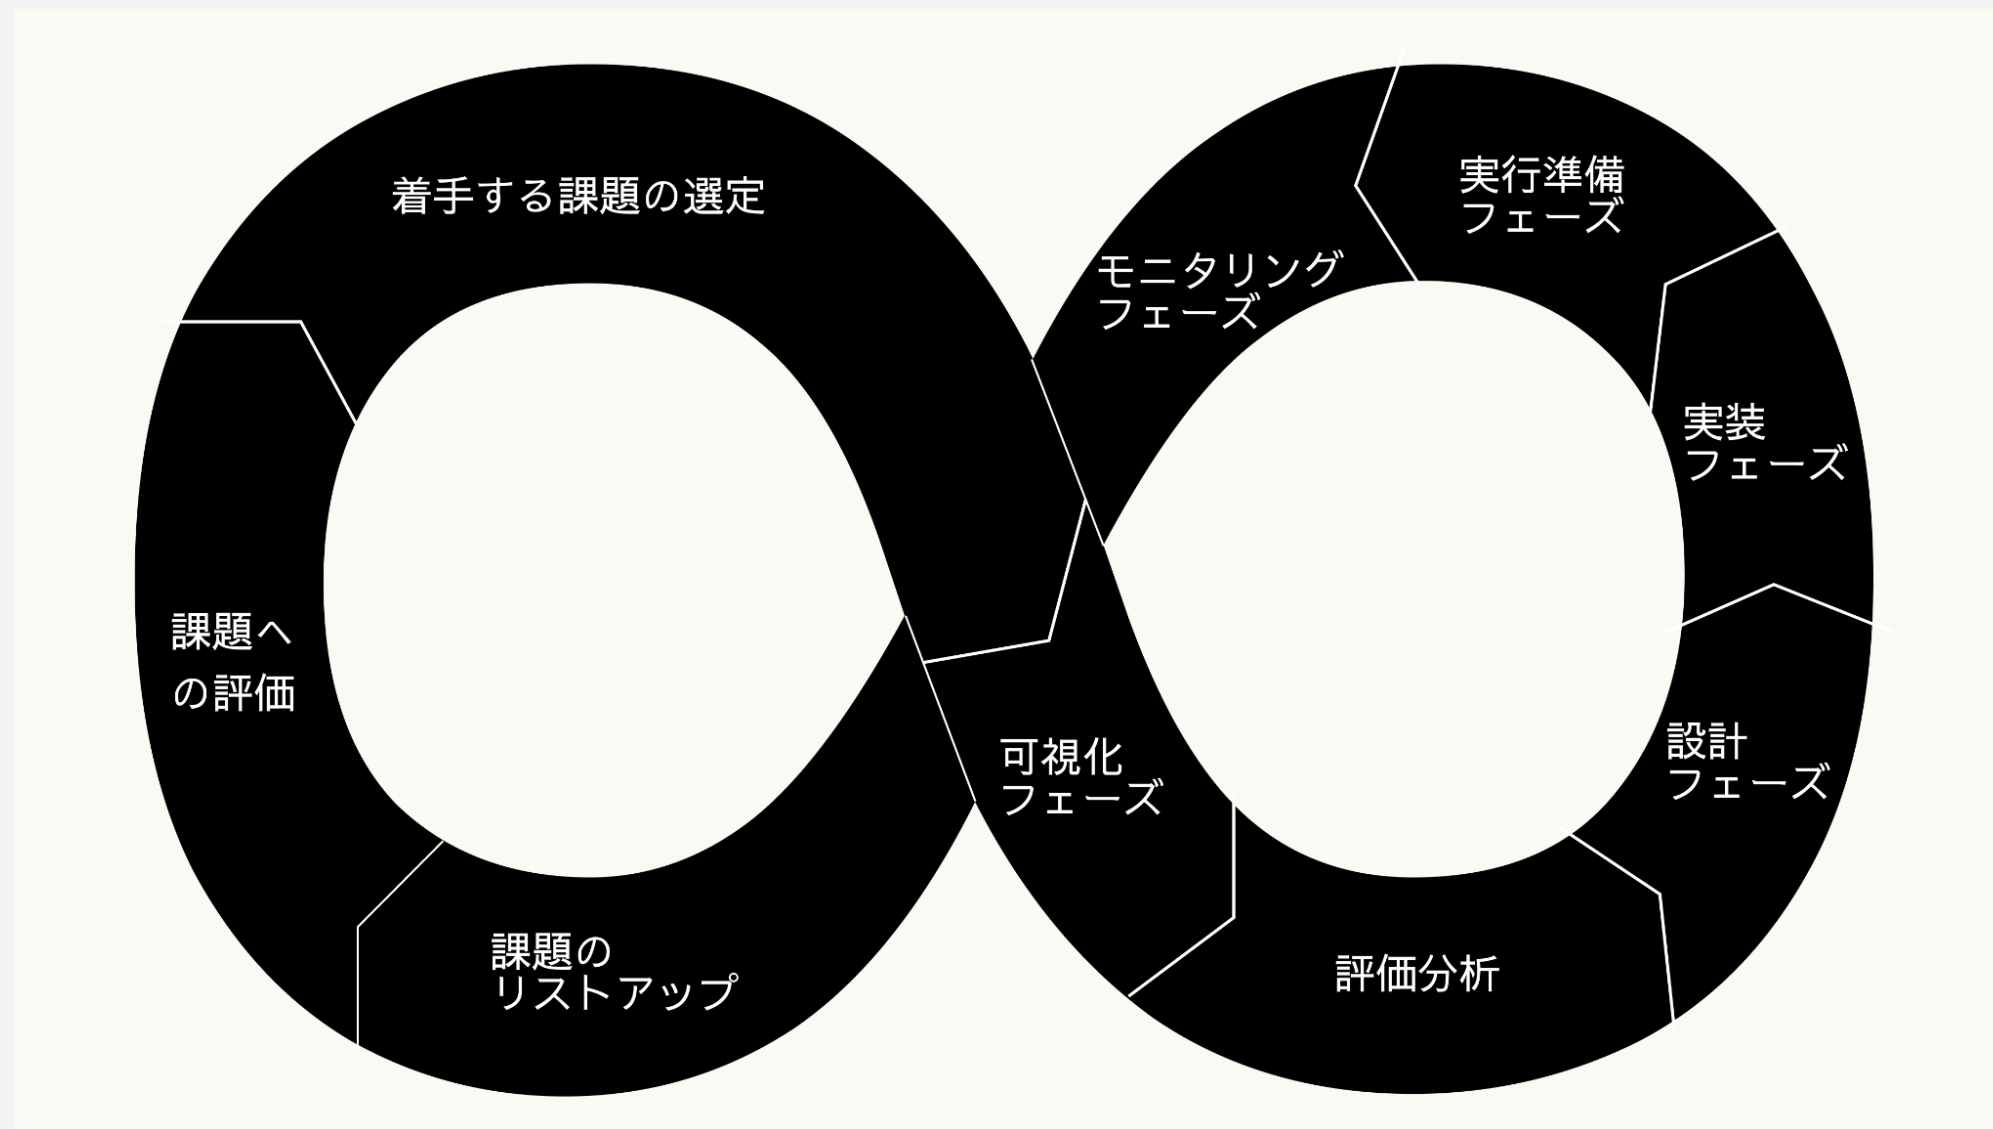 着手する課題の選定
課題へ
の評価
課題の
リストアップ
モニタリング
フェーズ
実行準備
フェーズ
実装
フェーズ
設計
フェーズ
評価分析
可視化
フェーズ